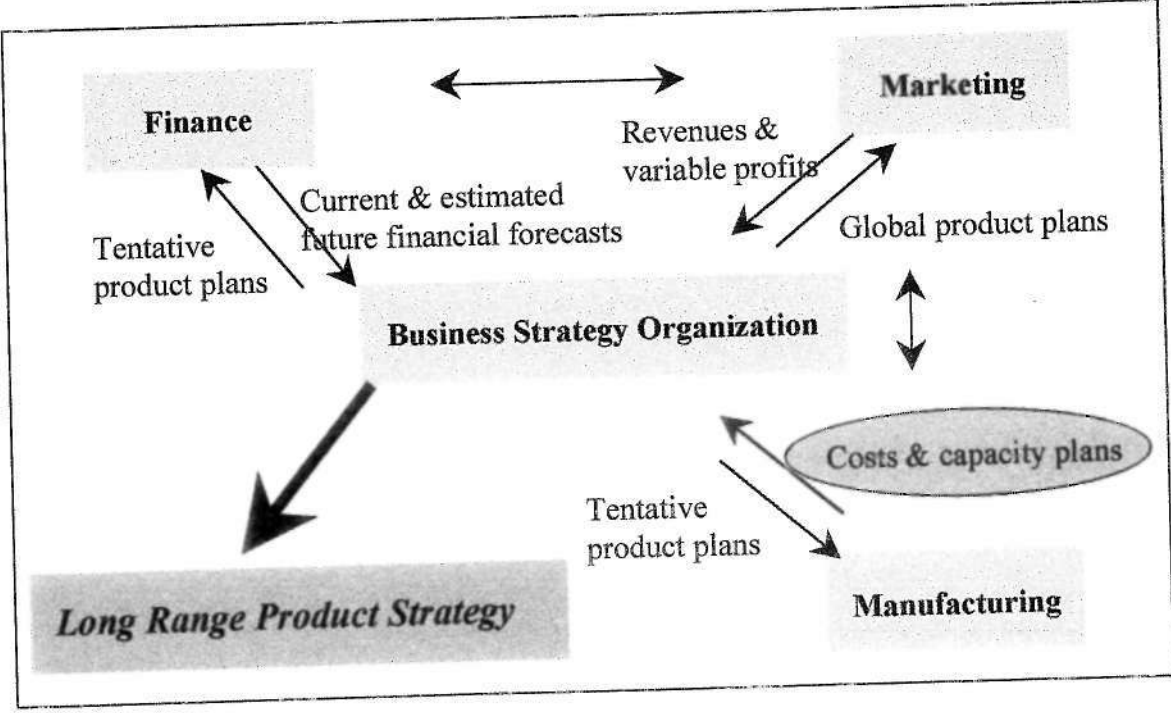 Finance
Marketing
Revenues &
variable profits
Current & estimated
future financial forecasts
Tentative
product plans
Global product plans
Business Strategy Organization
Costs & capacity plans
Tentative
product plans
Long Range Product Strategy
Manufacturing